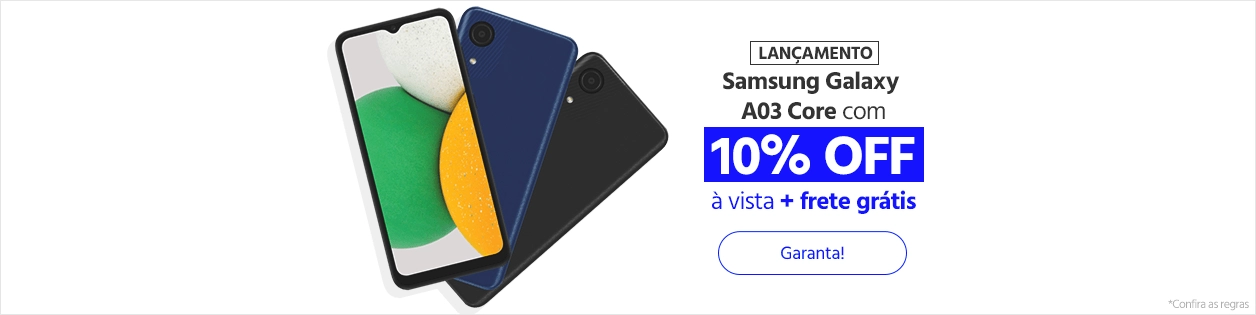 LANÇAMENTO
Samsung Galaxy
A03 Core com
10% OFF
à vista + frete grátis
Garanta!
*Confira as regras